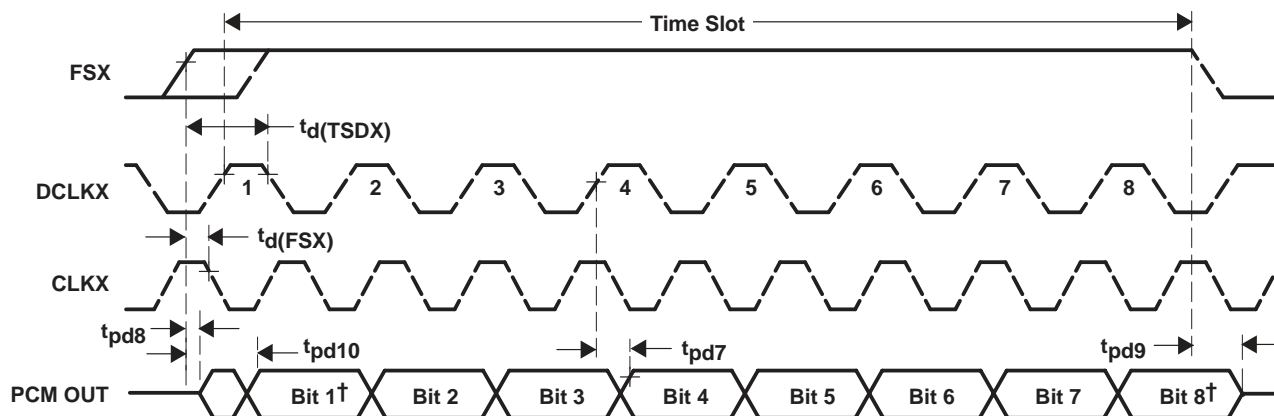 Time Slot
FSX
td(TSDX)
DCLKX
1 2 3 4 5 6 7 8
td(FSX)
CLKX
tpd8
tpd10
tpd7
tpd9
PCM OUT
Bit 1† Bit 2 Bit 3 Bit 4 Bit 5 Bit 6 Bit 7 Bit 8†